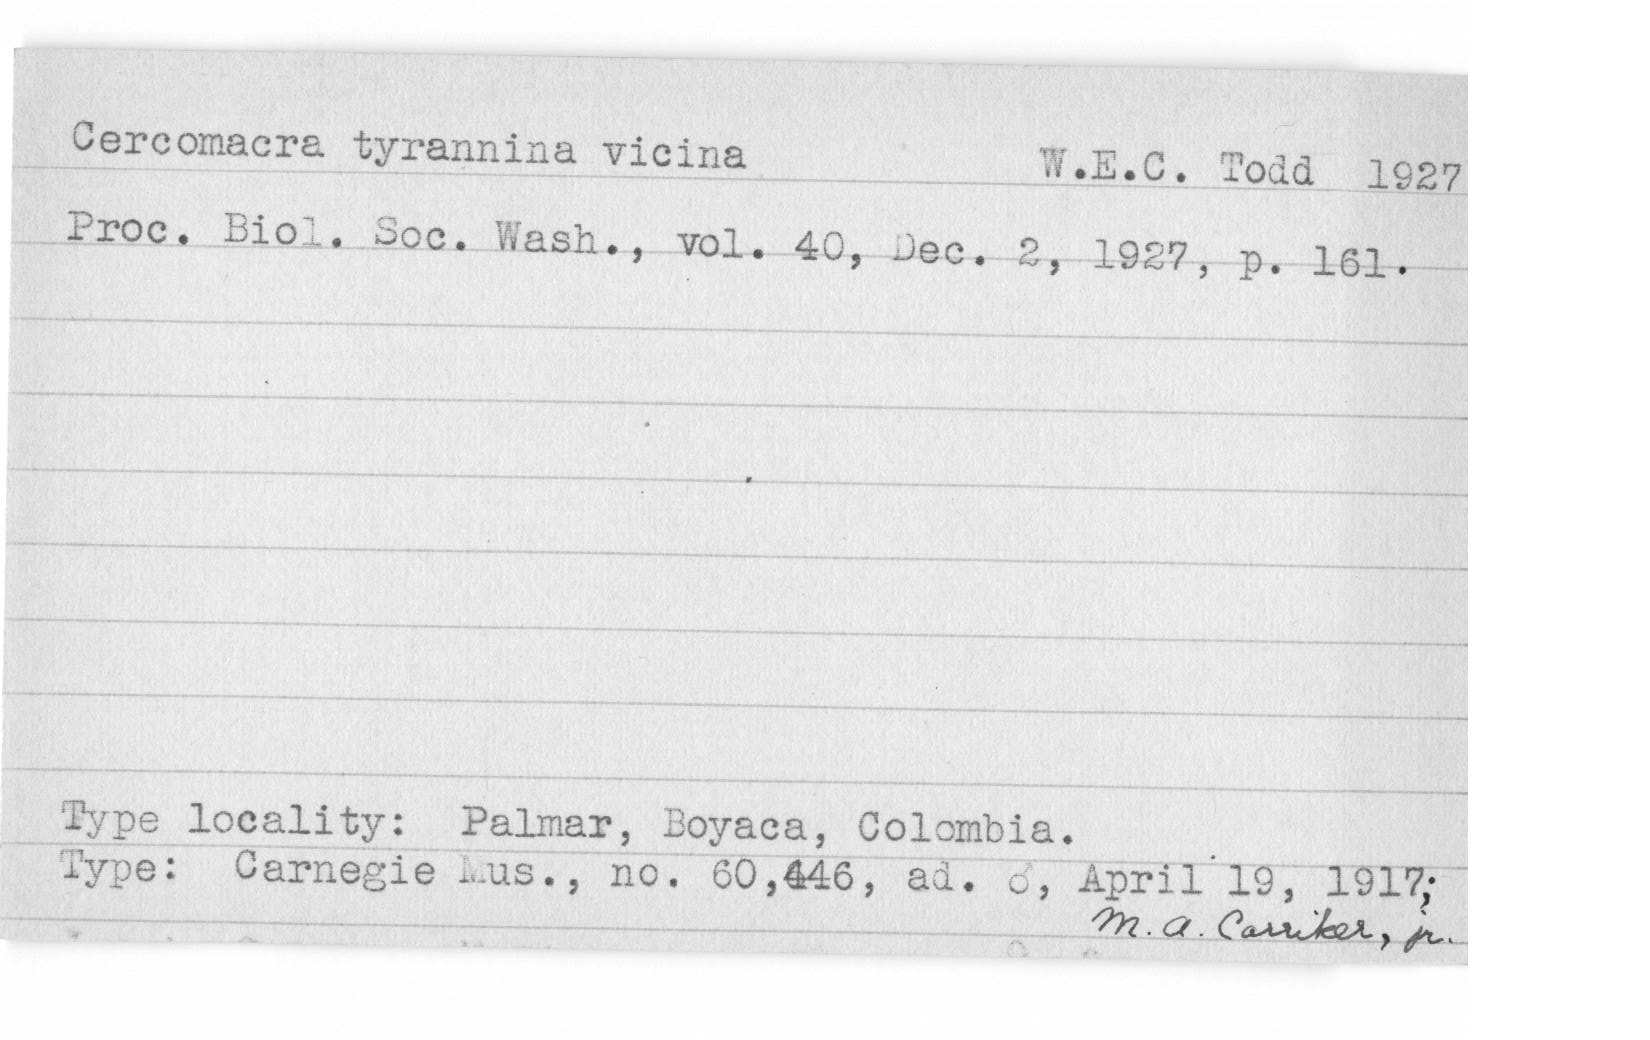 Cercomacra tyrannina vicina W.E.C. Todd 1927
Proc. Biol. Soc. Wash., vol. 40, Dec. 2, 1927, p. 161.
Type locality: Palmar, Boyaca, Colombia.
Type: Carnegie Mus., no. 60,446, ad. ♂, April 19, 1917;
M. A. Carriker, jr.